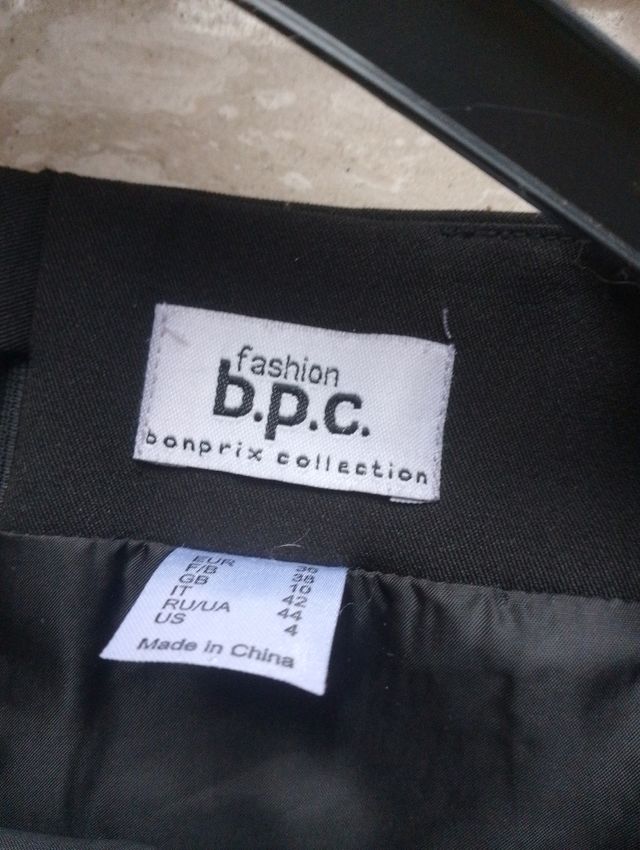 fashion
b.p.c.
bonprix collection
EUR 36
F/B 38
GB 10
IT 42
RU/UA 44
US 4
Made in China